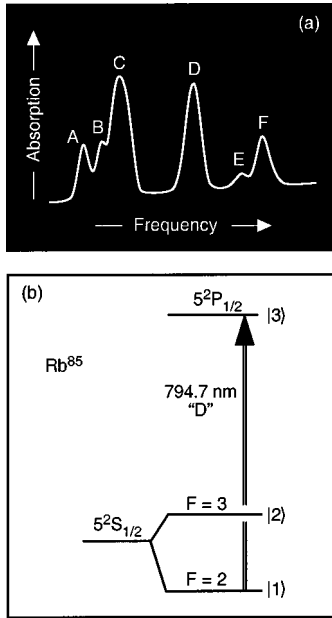 (a)
Absorption
A
B
C
D
E
F
Frequency
(b)
5²P₁/₂
|3⟩
Rb⁸⁵
794.7 nm
"D"
F = 3
|2⟩
5²S₁/₂
F = 2
|1⟩